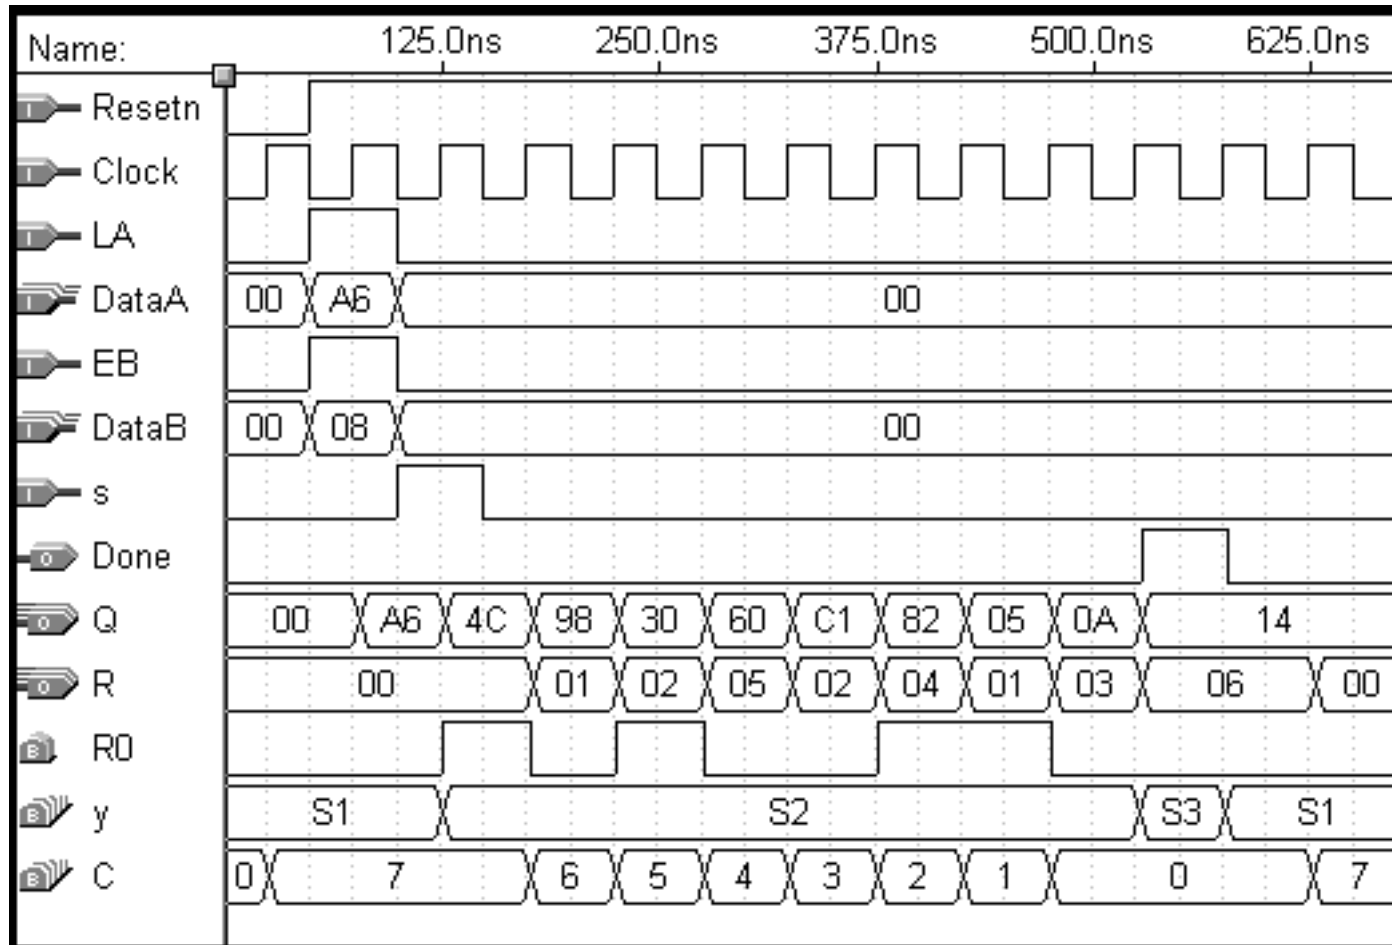 Name: 125.0ns 250.0ns 375.0ns 500.0ns 625.0ns
I Resetn
I Clock
I LA
I DataA 00 A6 00
I EB
I DataB 00 08 00
I s
O Done
O Q 00 A6 4C 98 30 60 C1 82 05 0A 14
O R 00 01 02 05 02 04 01 03 06 00
B R0
B y S1 S2 S3 S1
B C 0 7 6 5 4 3 2 1 0 7